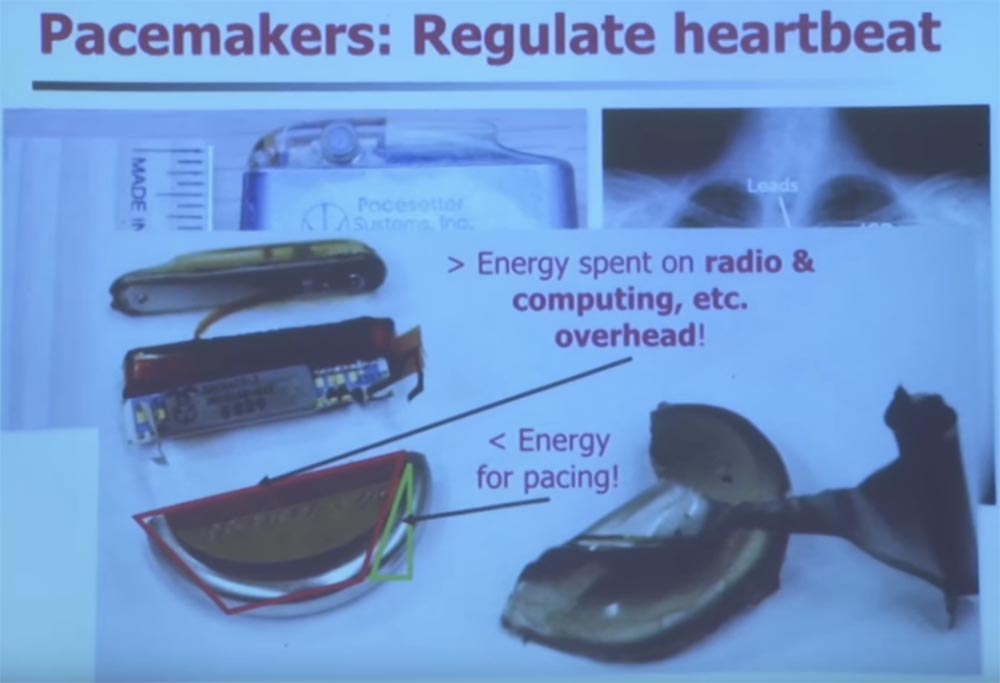 Pacemakers: Regulate heartbeat
MADE IN
Pacesetter
Systems, Inc.
Leads
> Energy spent on radio &
computing, etc.
overhead!
< Energy
for pacing!